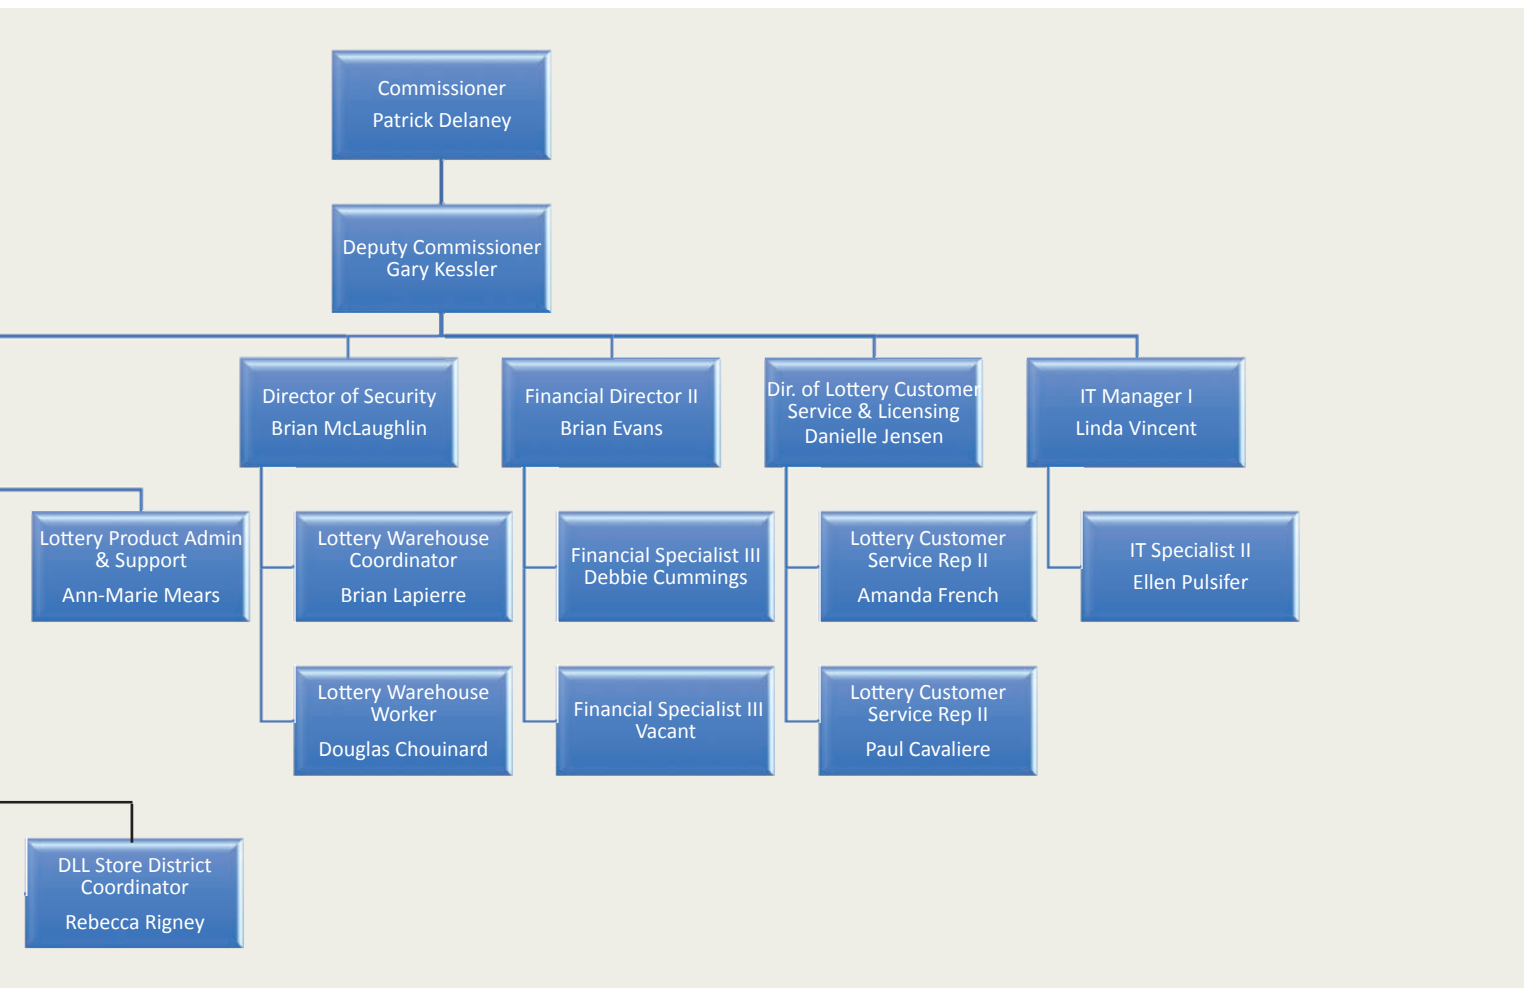 Commissioner
Patrick Delaney
Deputy Commissioner
Gary Kessler
Director of Security
Brian McLaughlin
Financial Director II
Brian Evans
Dir. of Lottery Customer
Service & Licensing
Danielle Jensen
IT Manager I
Linda Vincent
Lottery Product Admin
& Support
Ann-Marie Mears
Lottery Warehouse
Coordinator
Brian Lapierre
Financial Specialist III
Debbie Cummings
Lottery Customer
Service Rep II
Amanda French
IT Specialist II
Ellen Pulsifer
Lottery Warehouse
Worker
Douglas Chouinard
Financial Specialist III
Vacant
Lottery Customer
Service Rep II
Paul Cavaliere
DLL Store District
Coordinator
Rebecca Rigney